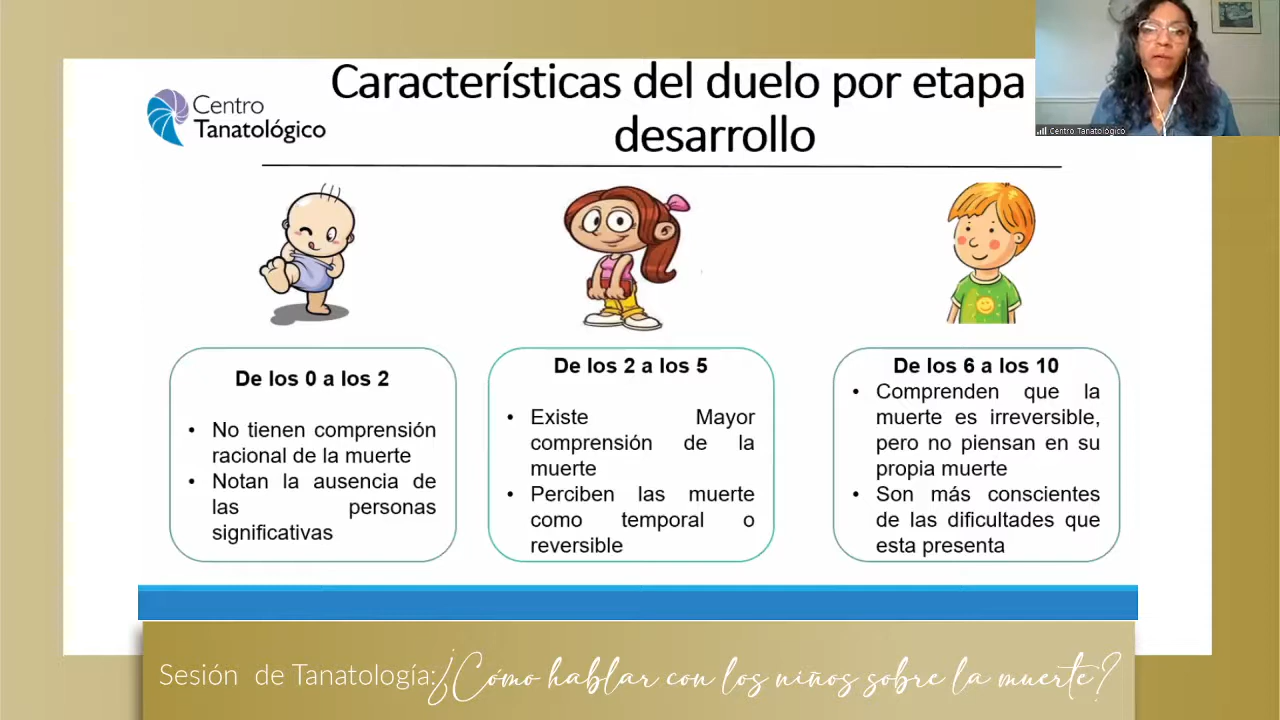 Características del duelo por etapa
desarrollo
Centro
Tanatológico
Centro Tanatológico
De los 0 a los 2
• No tienen comprensión
racional de la muerte
• Notan la ausencia de
las personas
significativas
De los 2 a los 5
• Existe Mayor
comprensión de la
muerte
• Perciben las muerte
como temporal o
reversible
De los 6 a los 10
• Comprenden que la
muerte es irreversible,
pero no piensan en su
propia muerte
• Son más conscientes
de las dificultades que
esta presenta
Sesión de Tanatología:¿Cómo hablar con los niños sobre la muerte?